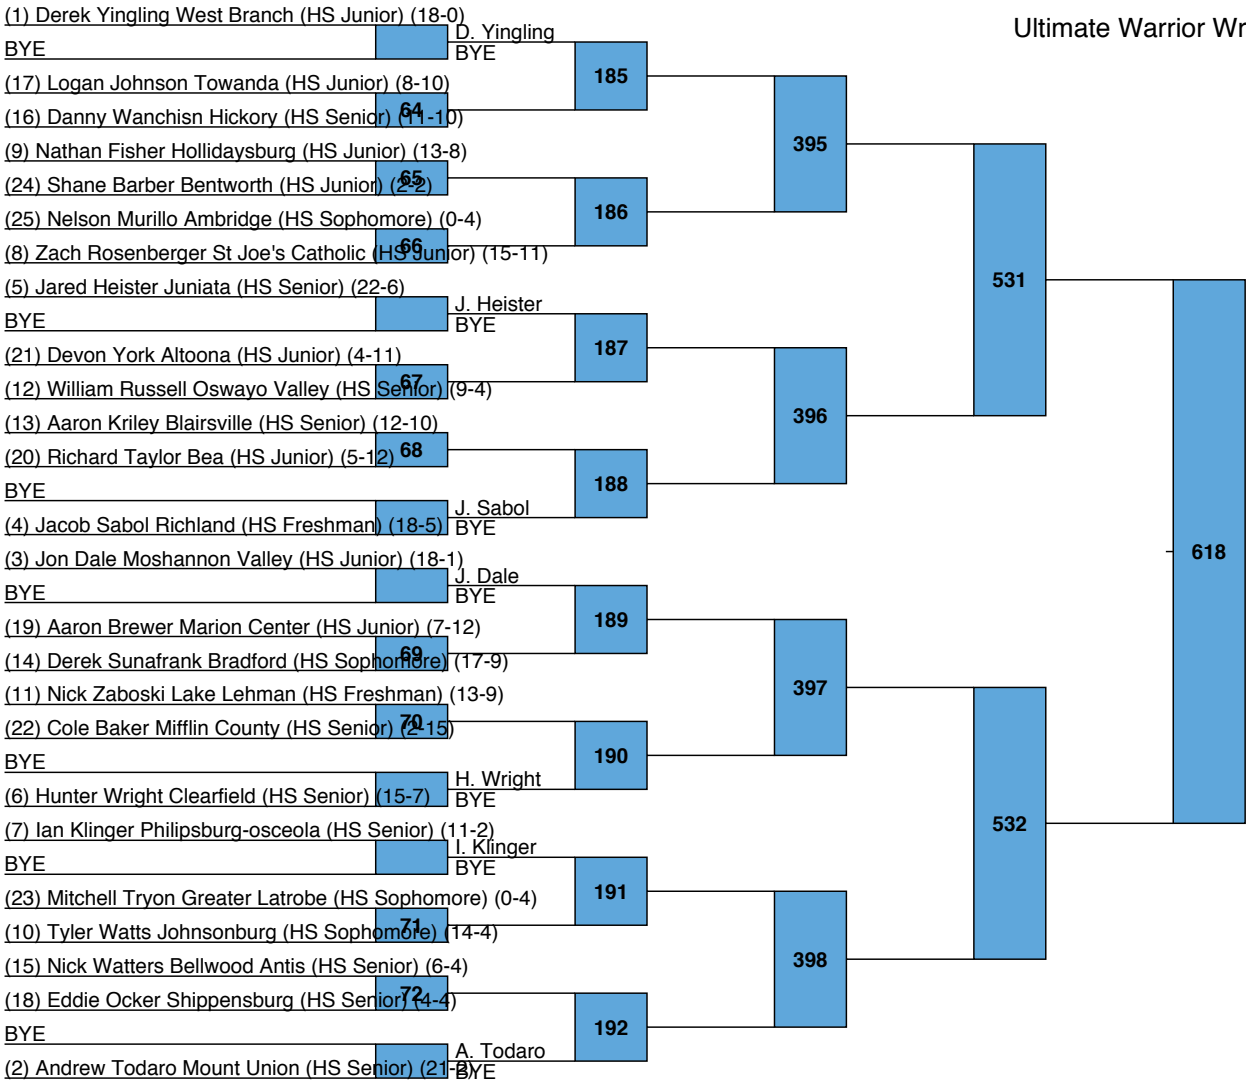 Ultimate Warrior Wr
(1) Derek Yingling West Branch (HS Junior) (18-0)
D. Yingling
BYE
BYE
185
(17) Logan Johnson Towanda (HS Junior) (8-10)
64
(16) Danny Wanchisn Hickory (HS Senior) (11-10)
395
(9) Nathan Fisher Hollidaysburg (HS Junior) (13-8)
65
(24) Shane Barber Bentworth (HS Junior) (2-2)
186
(25) Nelson Murillo Ambridge (HS Sophomore) (0-4)
66
(8) Zach Rosenberger St Joe's Catholic (HS Junior) (15-11)
531
(5) Jared Heister Juniata (HS Senior) (22-6)
J. Heister
BYE
BYE
187
(21) Devon York Altoona (HS Junior) (4-11)
67
(12) William Russell Oswayo Valley (HS Senior) (9-4)
396
(13) Aaron Kriley Blairsville (HS Senior) (12-10)
68
(20) Richard Taylor Bea (HS Junior) (5-12)
188
BYE
J. Sabol
(4) Jacob Sabol Richland (HS Freshman) (18-5)
BYE
618
(3) Jon Dale Moshannon Valley (HS Junior) (18-1)
J. Dale
BYE
BYE
189
(19) Aaron Brewer Marion Center (HS Junior) (7-12)
69
(14) Derek Sunafrank Bradford (HS Sophomore) (17-9)
397
(11) Nick Zaboski Lake Lehman (HS Freshman) (13-9)
70
(22) Cole Baker Mifflin County (HS Senior) (2-15)
190
BYE
H. Wright
(6) Hunter Wright Clearfield (HS Senior) (15-7)
BYE
532
(7) Ian Klinger Philipsburg-osceola (HS Senior) (11-2)
I. Klinger
BYE
BYE
191
(23) Mitchell Tryon Greater Latrobe (HS Sophomore) (0-4)
71
(10) Tyler Watts Johnsonburg (HS Sophomore) (14-4)
398
(15) Nick Watters Bellwood Antis (HS Senior) (6-4)
72
(18) Eddie Ocker Shippensburg (HS Senior) (4-4)
192
BYE
A. Todaro
(2) Andrew Todaro Mount Union (HS Senior) (21-2)
BYE